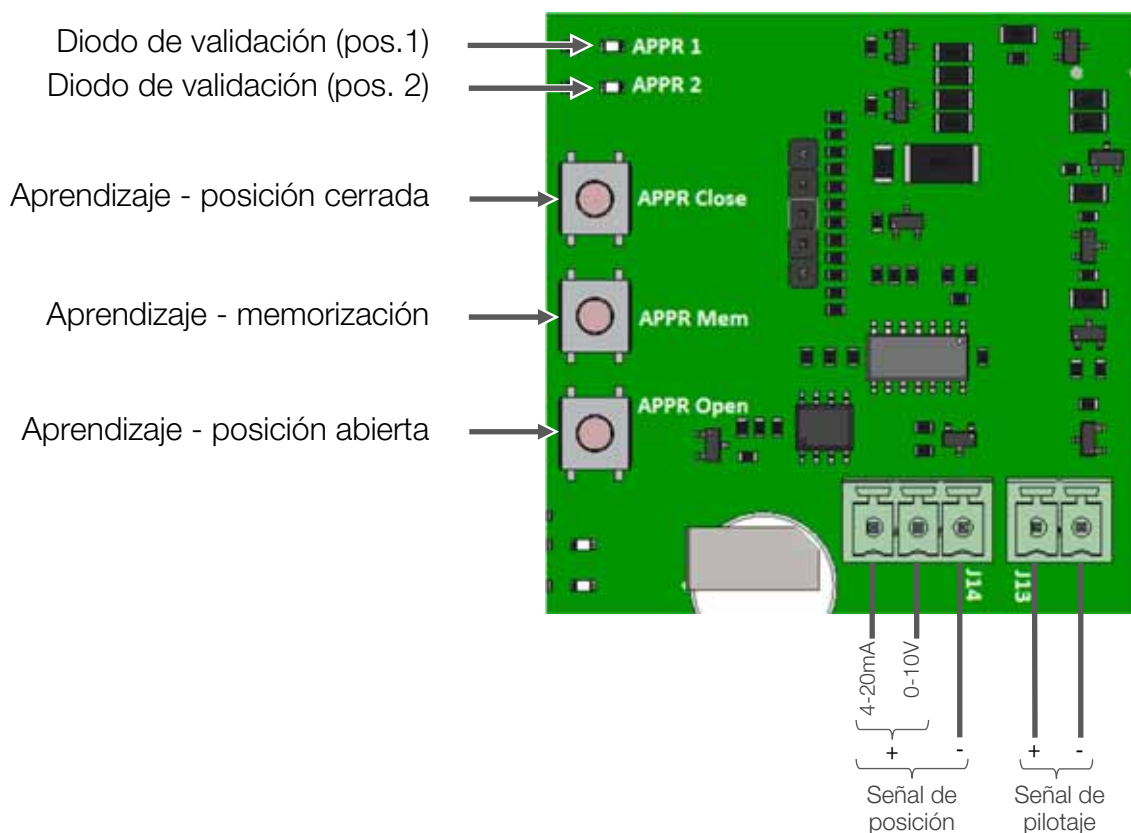 Diodo de validación (pos.1)
APPR 1
Diodo de validación (pos. 2)
APPR 2
Aprendizaje - posición cerrada
APPR Close
Aprendizaje - memorización
APPR Mem
Aprendizaje - posición abierta
APPR Open
J14
J13
4-20mA
0-10V
+
-
+
-
Señal de
posición
Señal de
pilotaje